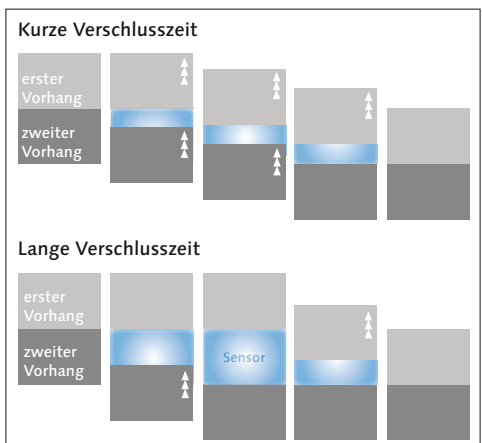 Kurze Verschlusszeit
erster
Vorhang
zweiter
Vorhang
Lange Verschlusszeit
erster
Vorhang
zweiter
Vorhang
Sensor